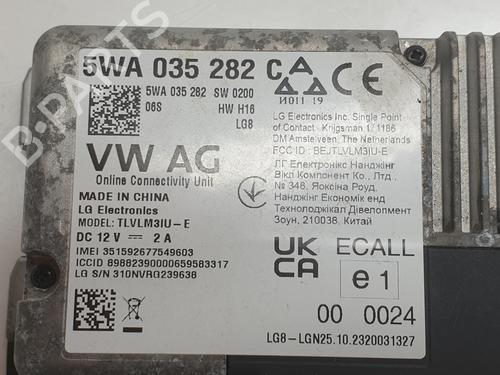 5WA 035 282 C
5WA 035 282 SW 0200
06S HW H16
LG8
VW AG
Online Connectivity Unit
MADE IN CHINA
LG Electronics
MODEL: TLVLM3IU-E
DC 12 V 2 A
IMEI 351592677549603
ICCID 89882390000659583317
LG S/N 310NVRG239638
CE
И011 19
LG Electronics Inc. Single Point
of Contact : Krijgsman 1, 1186
DM Amstelveen, The Netherlands
FCC ID : BEJTLVLM3IU-E
ЛГ Електронікс Нанджінг
Вікл Компонент Ко., Лтд.,
№ 346, Яоксіна Роуд,
Нанджінг Економік енд
Технолоджікал Дівелопмент
Зоун, 210038, Китай
UK
CA
ECALL
e 1
00 0024
LG8-LGN25.10.2320031327
B-PARTS